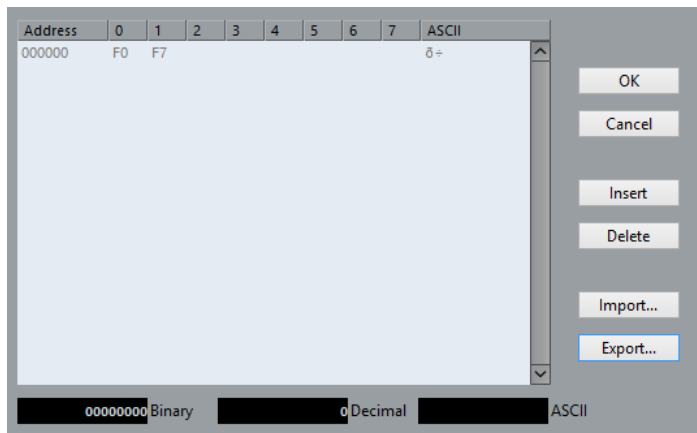 Address 0 1 2 3 4 5 6 7 ASCII
000000 F0 F7 ð÷
OK
Cancel
Insert
Delete
Import...
Export...
00000000 Binary 0 Decimal ASCII